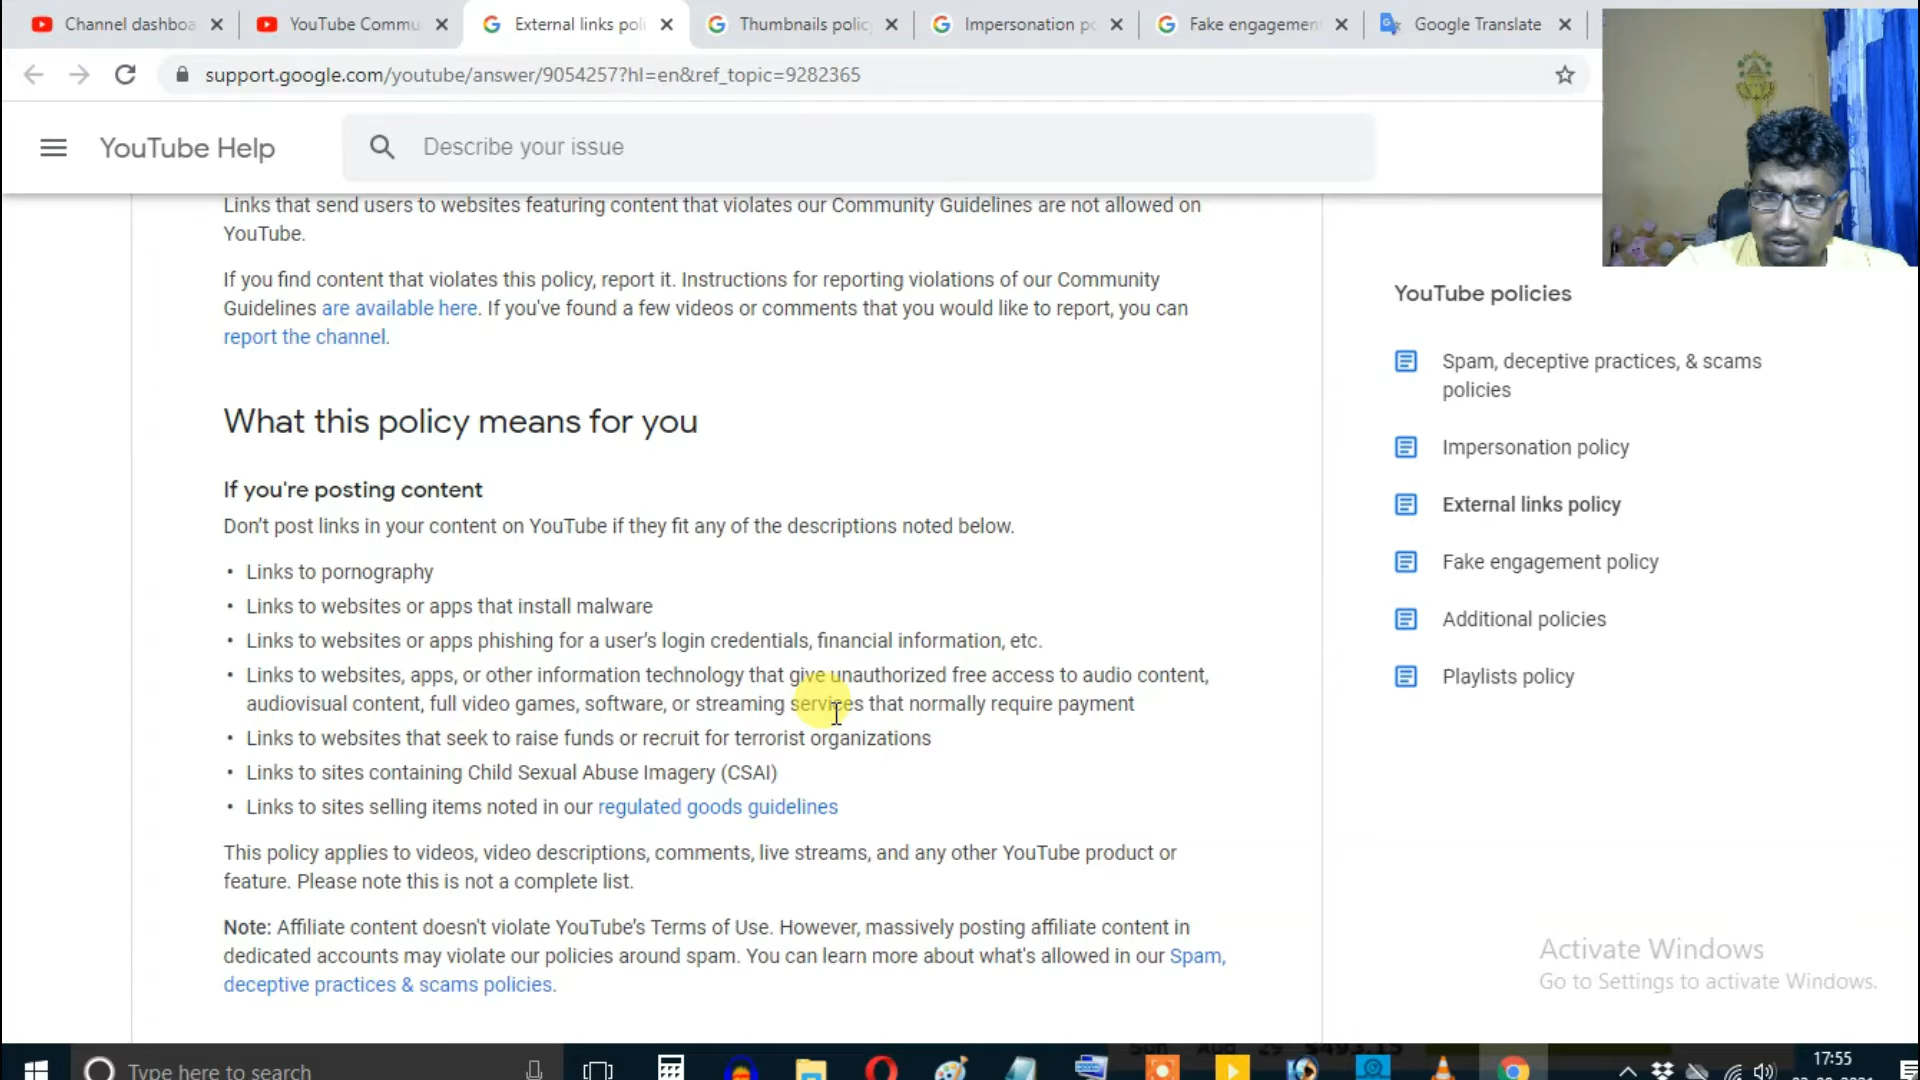 Channel dashboa
YouTube Commu
External links poli
Thumbnails policy
Impersonation po
Fake engagemen
Google Translate
support.google.com/youtube/answer/9054257?hl=en&ref_topic=9282365
YouTube Help
Describe your issue
Links that send users to websites featuring content that violates our Community Guidelines are not allowed on
YouTube.
If you find content that violates this policy, report it. Instructions for reporting violations of our Community
Guidelines are available here. If you've found a few videos or comments that you would like to report, you can
report the channel.
What this policy means for you
If you're posting content
Don’t post links in your content on YouTube if they fit any of the descriptions noted below.
• Links to pornography
• Links to websites or apps that install malware
• Links to websites or apps phishing for a user’s login credentials, financial information, etc.
• Links to websites, apps, or other information technology that give unauthorized free access to audio content,
audiovisual content, full video games, software, or streaming services that normally require payment
• Links to websites that seek to raise funds or recruit for terrorist organizations
• Links to sites containing Child Sexual Abuse Imagery (CSAI)
• Links to sites selling items noted in our regulated goods guidelines
This policy applies to videos, video descriptions, comments, live streams, and any other YouTube product or
feature. Please note this is not a complete list.
Note: Affiliate content doesn't violate YouTube’s Terms of Use. However, massively posting affiliate content in
dedicated accounts may violate our policies around spam. You can learn more about what's allowed in our Spam,
deceptive practices & scams policies.
YouTube policies
Spam, deceptive practices, & scams
policies
Impersonation policy
External links policy
Fake engagement policy
Additional policies
Playlists policy
Activate Windows
Go to Settings to activate Windows.
Type here to search
17:55